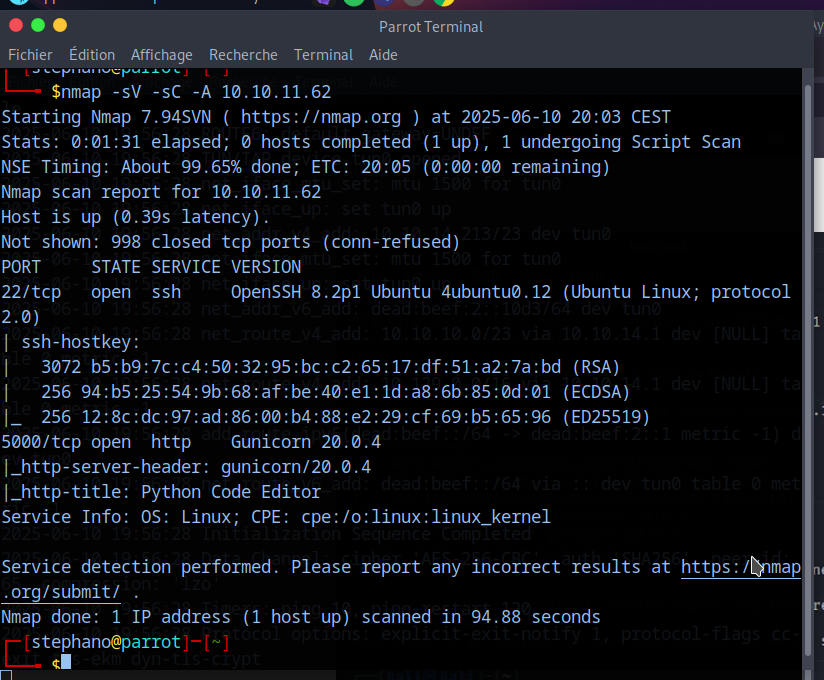 Parrot Terminal
Fichier Édition Affichage Recherche Terminal Aide
[stephano@parrot]-[~]
$nmap -sV -sC -A 10.10.11.62
Starting Nmap 7.94SVN ( https://nmap.org ) at 2025-06-10 20:03 CEST
Stats: 0:01:31 elapsed; 0 hosts completed (1 up), 1 undergoing Script Scan
NSE Timing: About 99.65% done; ETC: 20:05 (0:00:00 remaining)
Nmap scan report for 10.10.11.62
Host is up (0.39s latency).
Not shown: 998 closed tcp ports (conn-refused)
PORT     STATE SERVICE VERSION
22/tcp   open  ssh     OpenSSH 8.2p1 Ubuntu 4ubuntu0.12 (Ubuntu Linux; protocol
2.0)
| ssh-hostkey:
|   3072 b5:b9:7c:c4:50:32:95:bc:c2:65:17:df:51:a2:7a:bd (RSA)
|   256 94:b5:25:54:9b:68:af:be:40:e1:1d:a8:6b:85:0d:01 (ECDSA)
|_  256 12:8c:dc:97:ad:86:00:b4:88:e2:29:cf:69:b5:65:96 (ED25519)
5000/tcp open  http    Gunicorn 20.0.4
|_http-server-header: gunicorn/20.0.4
|_http-title: Python Code Editor
Service Info: OS: Linux; CPE: cpe:/o:linux:linux_kernel
Service detection performed. Please report any incorrect results at https://nmap
.org/submit/ .
Nmap done: 1 IP address (1 host up) scanned in 94.88 seconds
[stephano@parrot]-[~]
$